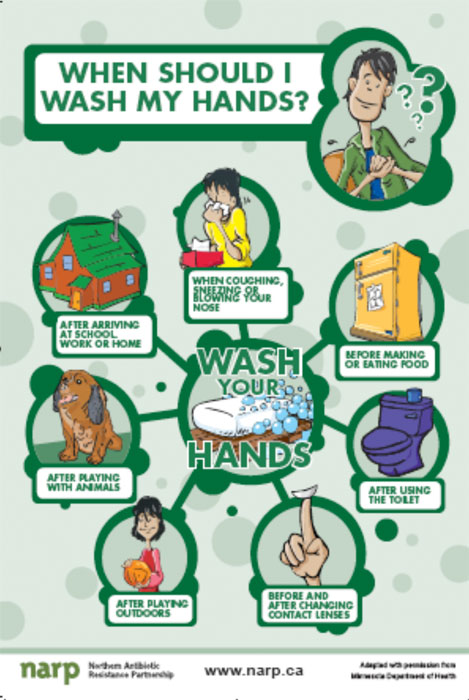 WHEN SHOULD I
WASH MY HANDS?
? ? ?
WHEN COUGHING,
SNEEZING OR
BLOWING YOUR
NOSE
AFTER ARRIVING
AT SCHOOL,
WORK OR HOME
BEFORE MAKING
OR EATING FOOD
WASH
YOUR
HANDS
AFTER PLAYING
WITH ANIMALS
AFTER USING
THE TOILET
AFTER PLAYING
OUTDOORS
BEFORE AND
AFTER CHANGING
CONTACT LENSES
narp
Northern Antibiotic
Resistance Partnership
www.narp.ca
Adapted with permission from
Minnesota Department of Health